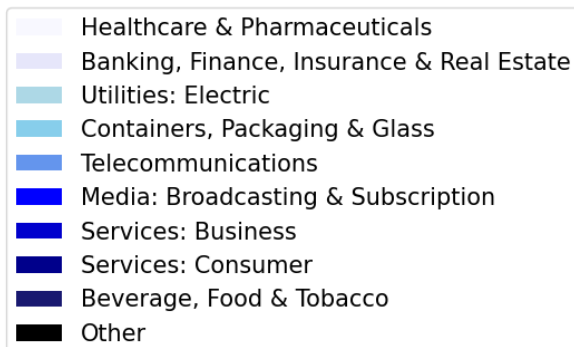 Healthcare & Pharmaceuticals
Banking, Finance, Insurance & Real Estate
Utilities: Electric
Containers, Packaging & Glass
Telecommunications
Media: Broadcasting & Subscription
Services: Business
Services: Consumer
Beverage, Food & Tobacco
Other